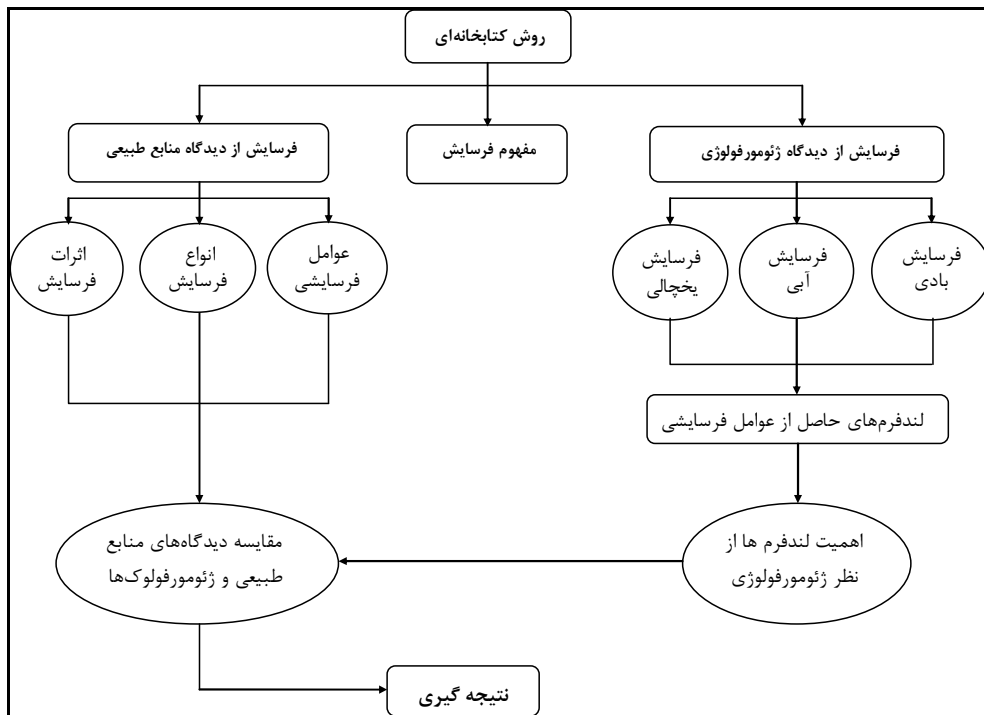 روش کتابخانه‌ای
فرسایش از دیدگاه ژئومورفولوژی
مفهوم فرسایش
فرسایش از دیدگاه منابع طبیعی
فرسایش
بادی
فرسایش
آبی
فرسایش
یخچالی
عوامل
فرسایشی
انواع
فرسایش
اثرات
فرسایش
لندفرم‌های حاصل از عوامل فرسایشی
اهمیت لندفرم ها از
نظر ژئومورفولوژی
مقایسه دیدگاه‌های منابع
طبیعی و ژئومورفولوک‌ها
نتیجه گیری